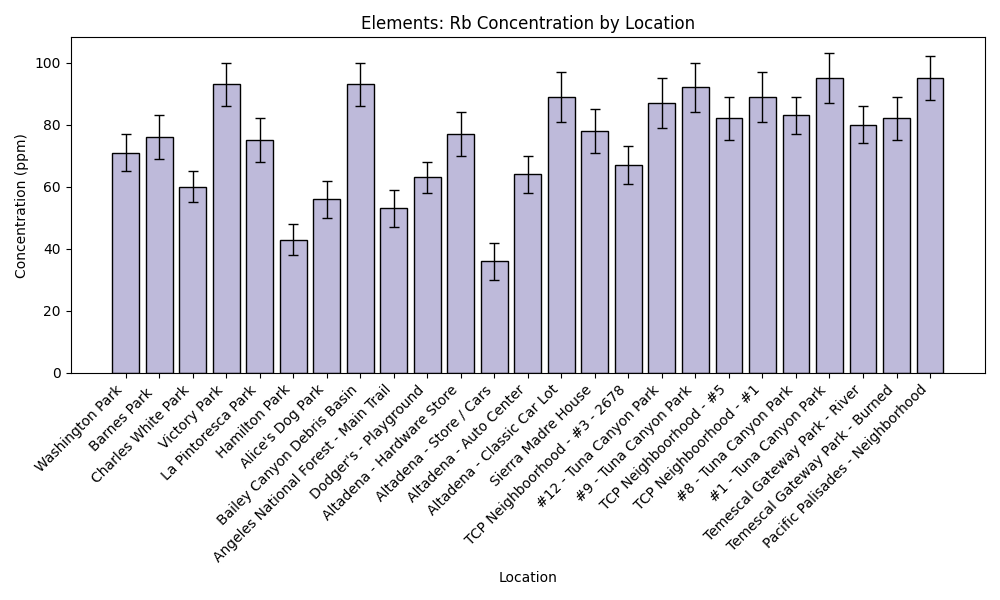 Elements: Rb Concentration by Location
Concentration (ppm)
100
80
60
40
20
0
Washington Park
Barnes Park
Charles White Park
Victory Park
La Pintoresca Park
Hamilton Park
Alice's Dog Park
Bailey Canyon Debris Basin
Angeles National Forest - Main Trail
Dodger's - Playground
Altadena - Hardware Store
Altadena - Store / Cars
Altadena - Auto Center
Altadena - Classic Car Lot
Sierra Madre House
TCP Neighboorhood - #3 - 2678
#12 - Tuna Canyon Park
#9 - Tuna Canyon Park
TCP Neighboorhood - #5
TCP Neighboorhood - #1
#8 - Tuna Canyon Park
#1 - Tuna Canyon Park
Temescal Gateway Park - River
Temescal Gateway Park - Burned
Pacific Palisades - Neighborhood
Location